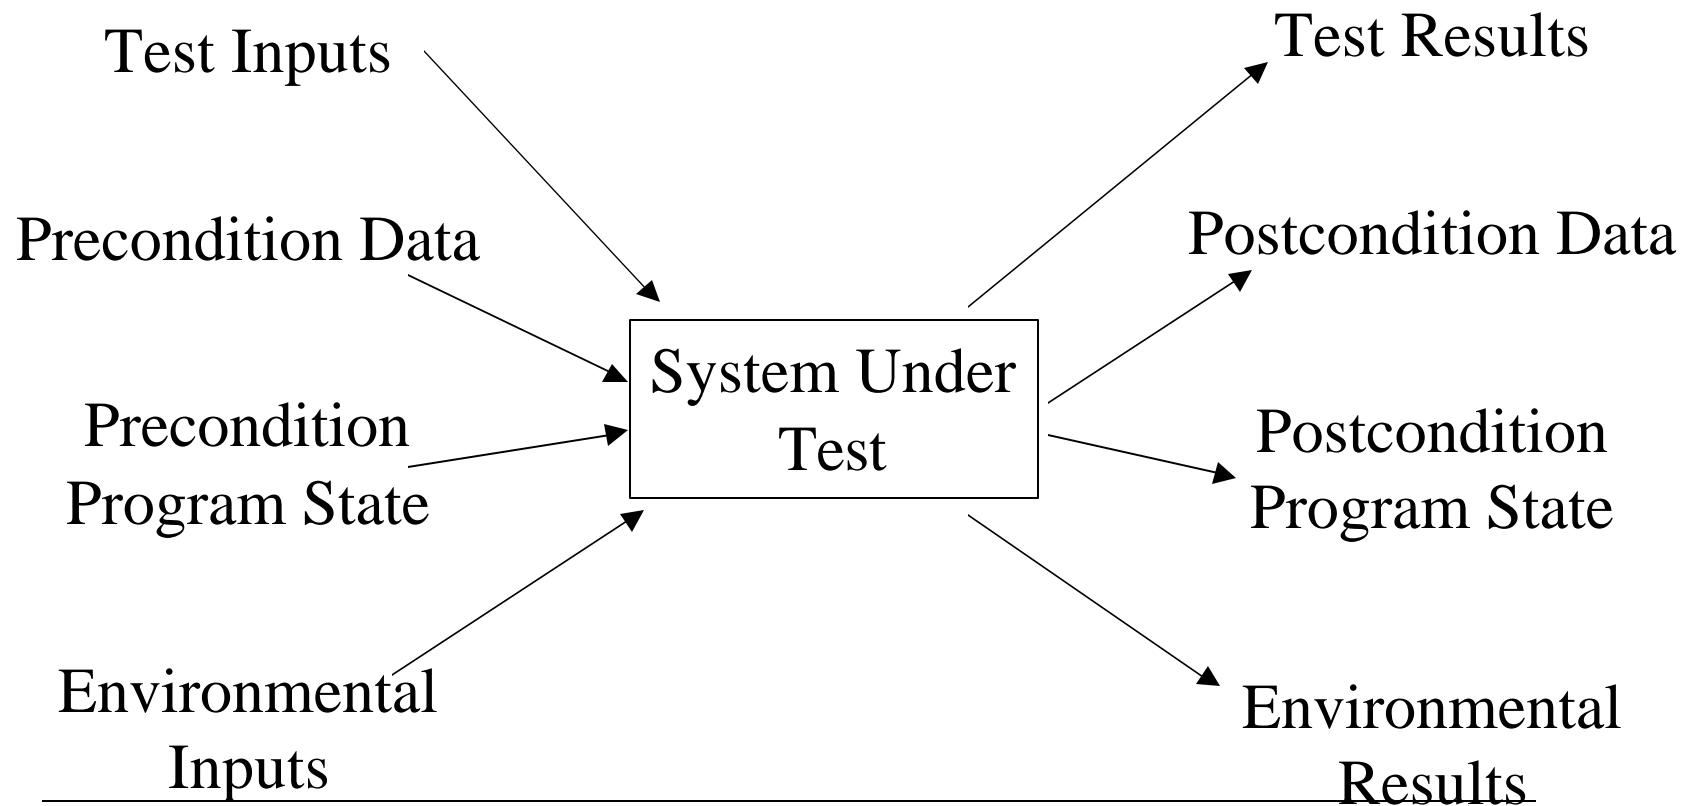 Test Inputs
Test Results
Precondition Data
Postcondition Data
System Under
Test
Precondition
Program State
Postcondition
Program State
Environmental
Inputs
Environmental
Results